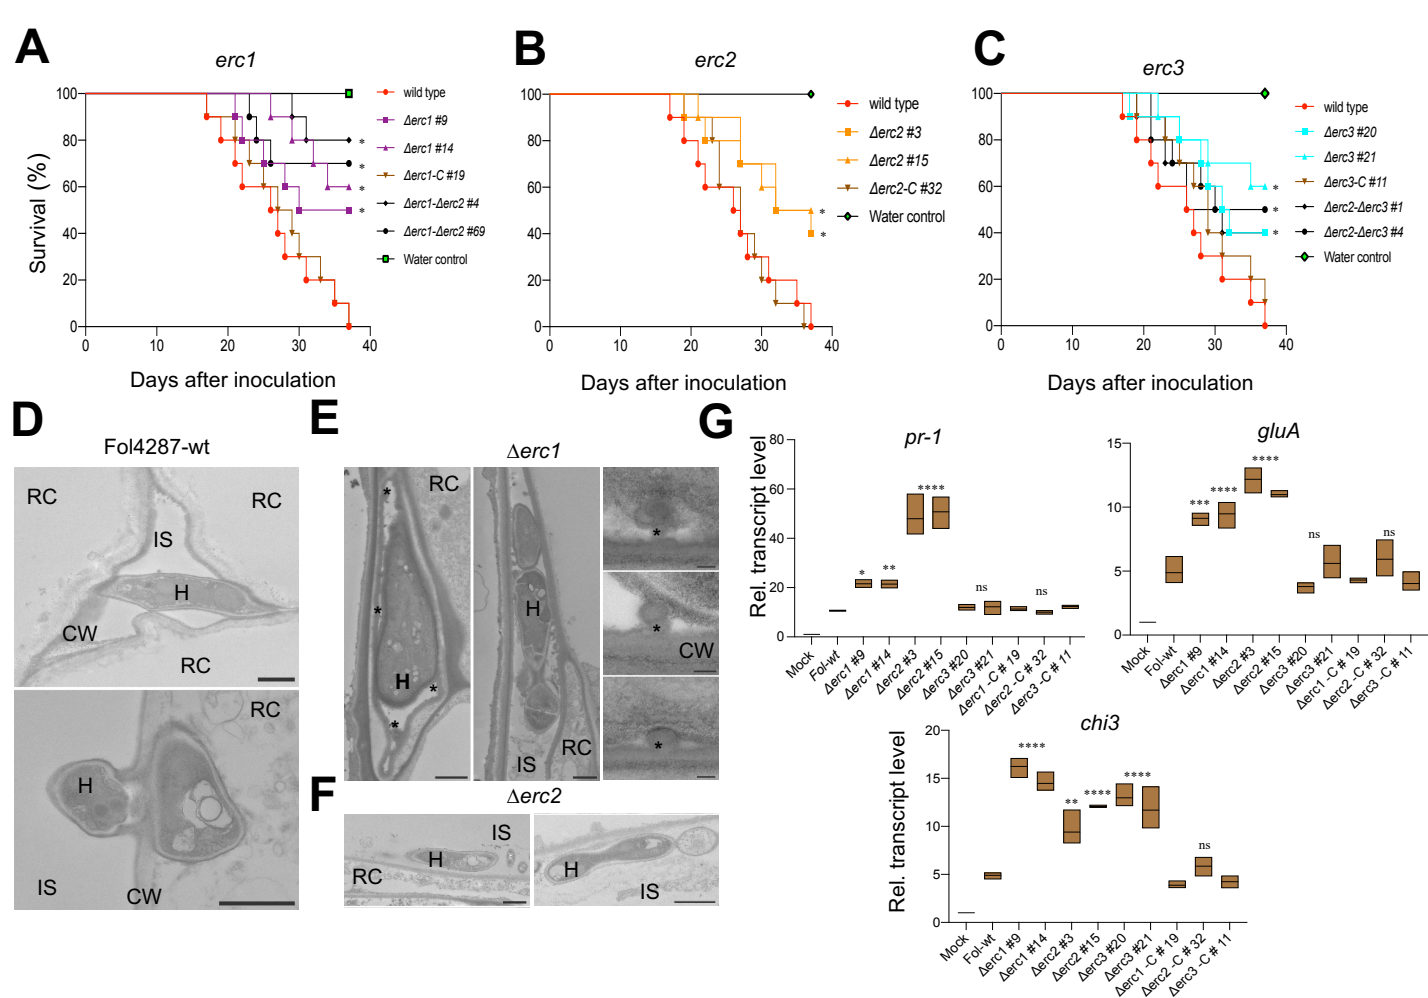 A
erc1
Survival (%)
100
80
60
40
20
0
0 10 20 30 40
Days after inoculation
wild type
Δerc1 #9
Δerc1 #14
Δerc1-C #19
Δerc1-Δerc2 #4
Δerc1-Δerc2 #69
Water control
*
*
*
*
B
erc2
100
80
60
40
20
0
0 10 20 30 40
Days after inoculation
wild type
Δerc2 #3
Δerc2 #15
Δerc2-C #32
Water control
*
*
C
erc3
100
80
60
40
20
0
0 10 20 30 40
Days after inoculation
wild type
Δerc3 #20
Δerc3 #21
Δerc3-C #11
Δerc2-Δerc3 #1
Δerc2-Δerc3 #4
Water control
*
*
*
D
Fol4287-wt
RC
RC
IS
H
CW
RC
RC
H
IS
CW
E
Δerc1
*
RC
*
H
*
*
H
IS
RC
*
*
CW
*
F
Δerc2
IS
H
RC
H
IS
G
pr-1
Rel. transcript level
80
60
40
20
0
*
**
****
ns
ns
Mock
Fol-wt
Δerc1 #9
Δerc1 #14
Δerc2 #3
Δerc2 #15
Δerc3 #20
Δerc3 #21
Δerc1 -C # 19
Δerc2 -C # 32
Δerc3 -C # 11
gluA
15
10
5
0
***
****
****
ns
ns
Mock
Fol-wt
Δerc1 #9
Δerc1 #14
Δerc2 #3
Δerc2 #15
Δerc3 #20
Δerc3 #21
Δerc1 -C # 19
Δerc2 -C # 32
Δerc3 -C # 11
chi3
Rel. transcript level
20
15
10
5
0
****
**
****
****
ns
Mock
Fol-wt
Δerc1 #9
Δerc1 #14
Δerc2 #3
Δerc2 #15
Δerc3 #20
Δerc3 #21
Δerc1 -C # 19
Δerc2 -C # 32
Δerc3 -C # 11